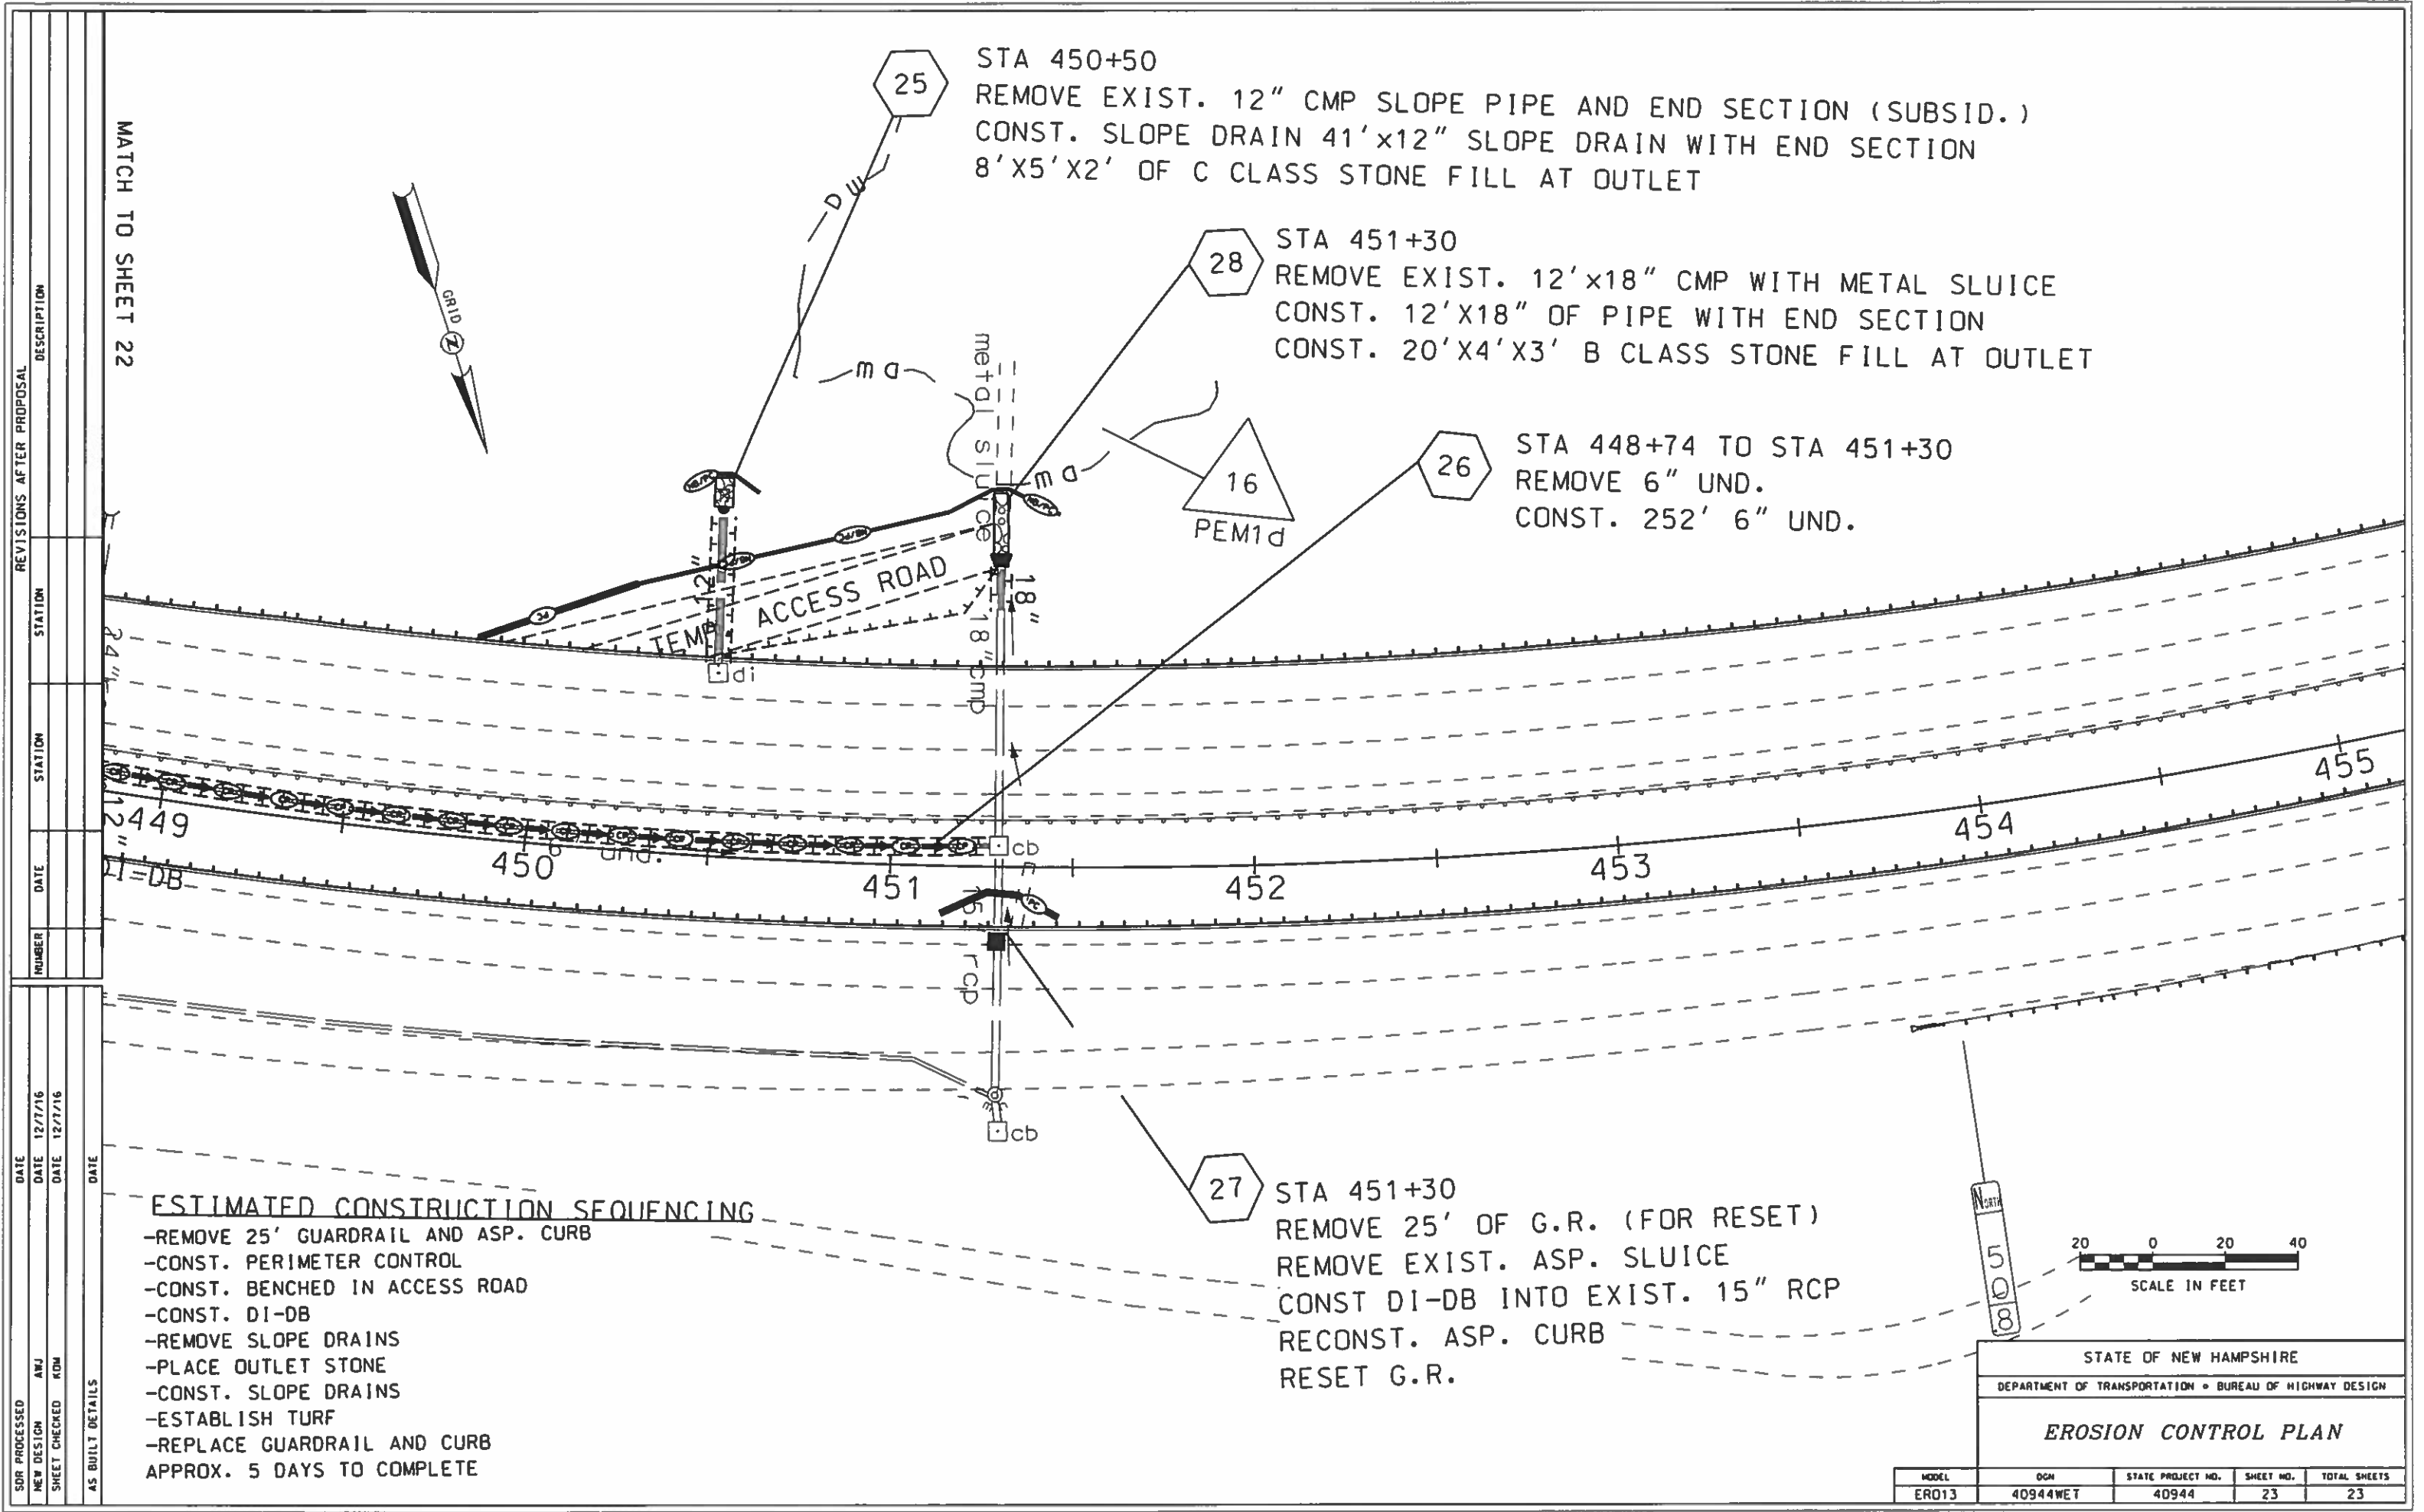 25
STA 450+50
REMOVE EXIST. 12" CMP SLOPE PIPE AND END SECTION (SUBSID.)
CONST. SLOPE DRAIN 41'x12" SLOPE DRAIN WITH END SECTION
8'X5'X2' OF C CLASS STONE FILL AT OUTLET
28
STA 451+30
REMOVE EXIST. 12'x18" CMP WITH METAL SLUICE
CONST. 12'X18" OF PIPE WITH END SECTION
CONST. 20'X4'X3' B CLASS STONE FILL AT OUTLET
26
STA 448+74 TO STA 451+30
REMOVE 6" UND.
CONST. 252' 6" UND.
16
PEM1d
MATCH TO SHEET 22
GRID
N
ma
ma
metal sluice
12"
TEMP ACCESS ROAD
18"
18" cmp
di
24"
12"
DI-DB
und.
cb
rcp
cb
449
450
451
452
453
454
455
27
STA 451+30
REMOVE 25' OF G.R. (FOR RESET)
REMOVE EXIST. ASP. SLUICE
CONST DI-DB INTO EXIST. 15" RCP
RECONST. ASP. CURB
RESET G.R.
ESTIMATED CONSTRUCTION SEQUENCING
-REMOVE 25' GUARDRAIL AND ASP. CURB
-CONST. PERIMETER CONTROL
-CONST. BENCHED IN ACCESS ROAD
-CONST. DI-DB
-REMOVE SLOPE DRAINS
-PLACE OUTLET STONE
-CONST. SLOPE DRAINS
-ESTABLISH TURF
-REPLACE GUARDRAIL AND CURB
APPROX. 5 DAYS TO COMPLETE
NORTH
508
20 0 20 40
SCALE IN FEET
STATE OF NEW HAMPSHIRE
DEPARTMENT OF TRANSPORTATION • BUREAU OF HIGHWAY DESIGN
EROSION CONTROL PLAN
MODEL DGN STATE PROJECT NO. SHEET NO. TOTAL SHEETS
ERO13 40944WET 40944 23 23
REVISIONS AFTER PROPOSAL
NUMBER DATE STATION STATION DESCRIPTION
SDR PROCESSED DATE
NEW DESIGN AWJ DATE 12/7/16
SHEET CHECKED KDM DATE 12/7/16
AS BUILT DETAILS DATE